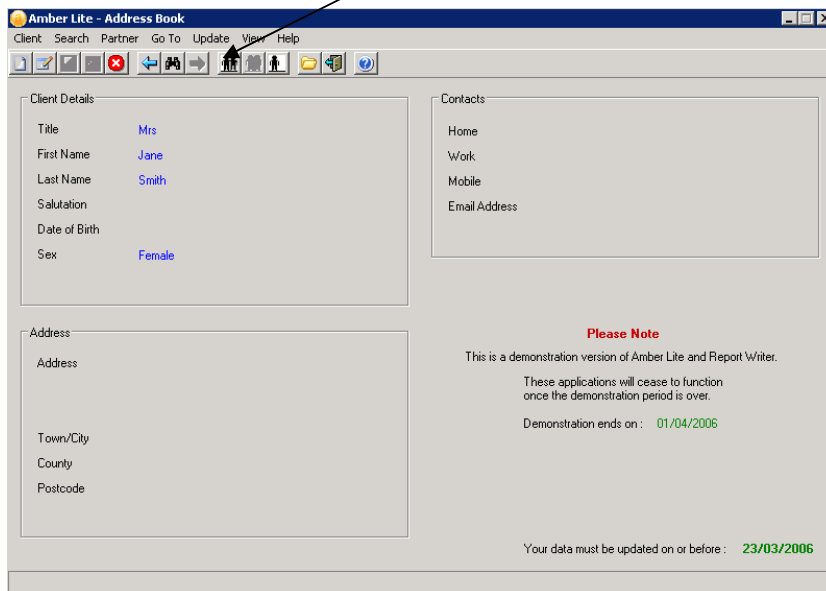 Amber Lite - Address Book
Client Search Partner Go To Update View Help
Client Details
Title Mrs
First Name Jane
Last Name Smith
Salutation
Date of Birth
Sex Female
Contacts
Home
Work
Mobile
Email Address
Address
Address
Town/City
County
Postcode
Please Note
This is a demonstration version of Amber Lite and Report Writer.
These applications will cease to function
once the demonstration period is over.
Demonstration ends on : 01/04/2006
Your data must be updated on or before : 23/03/2006